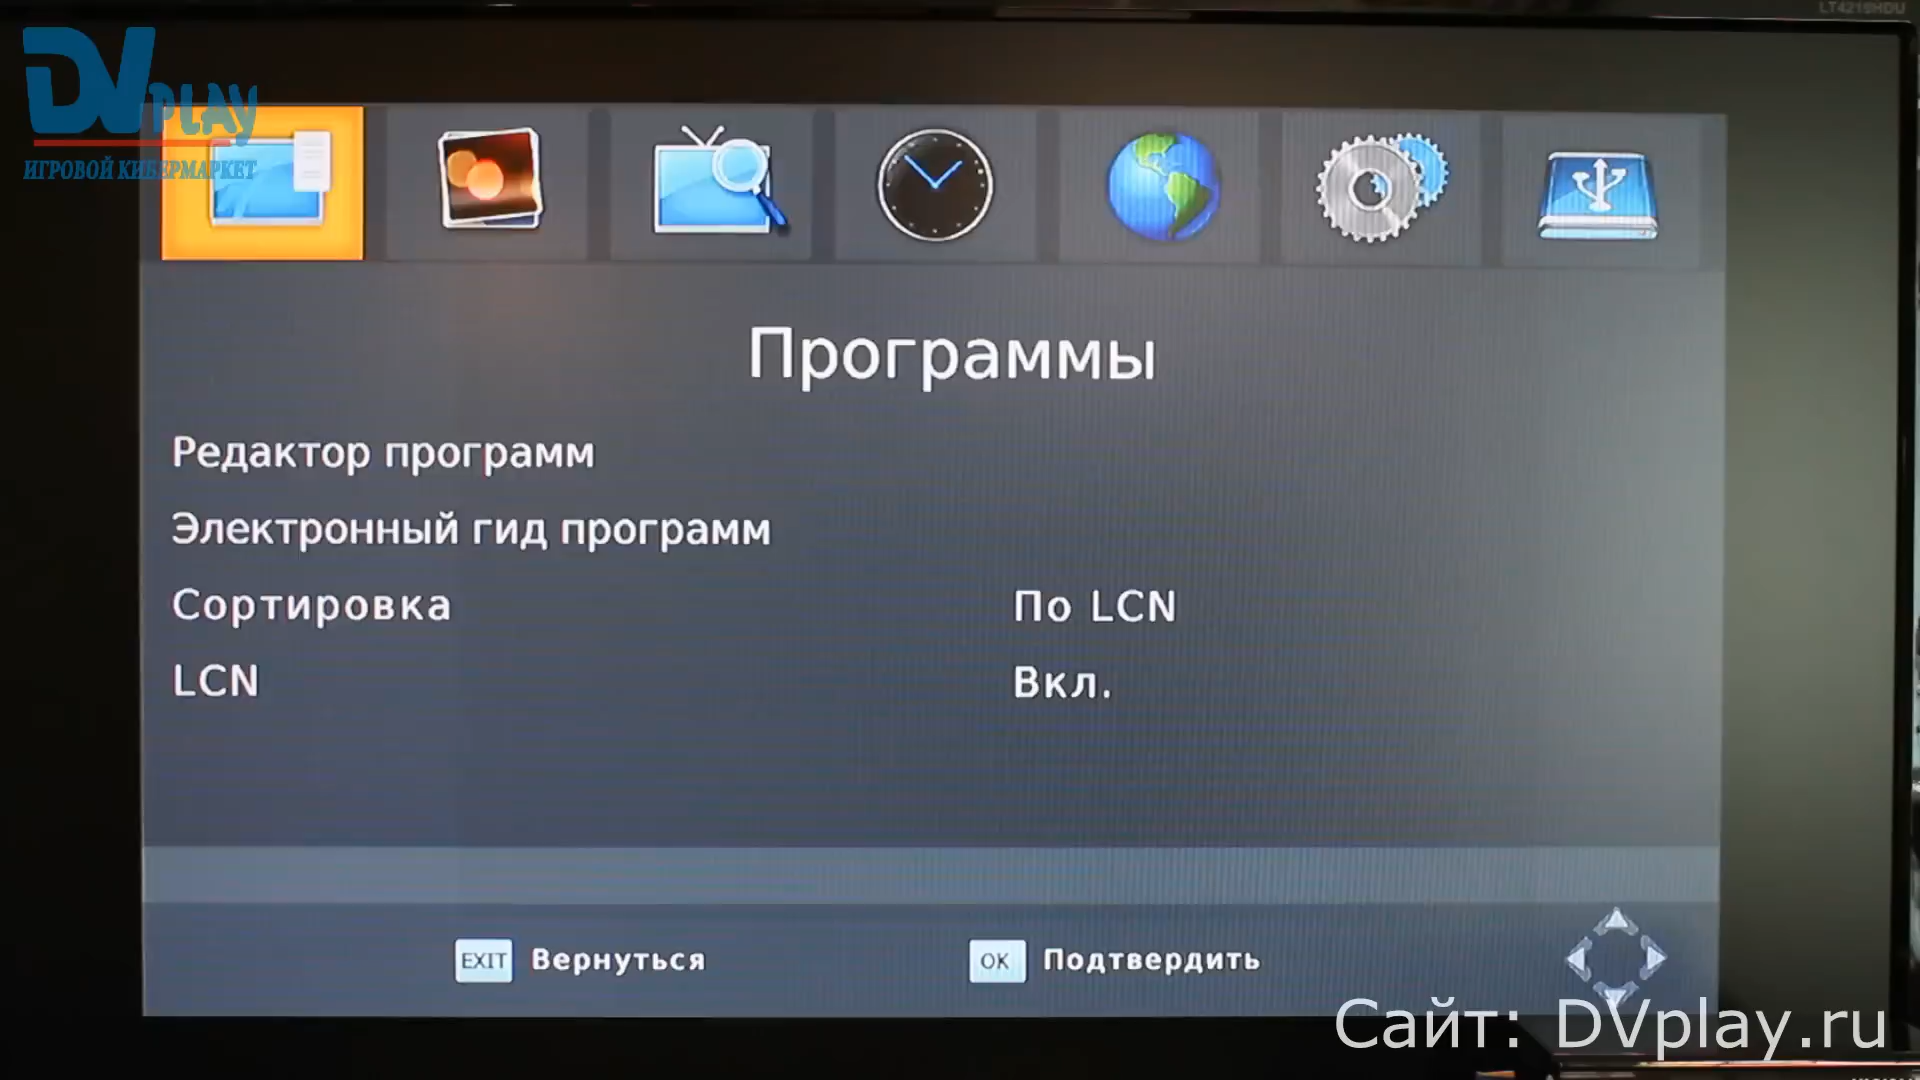 LT4219HDU
DVPLAY
ИГРОВОЙ КИБЕРМАРКЕТ
Программы
Редактор программ
Электронный гид программ
Сортировка По LCN
LCN Вкл.
EXIT Вернуться OK Подтвердить
Сайт: DVplay.ru